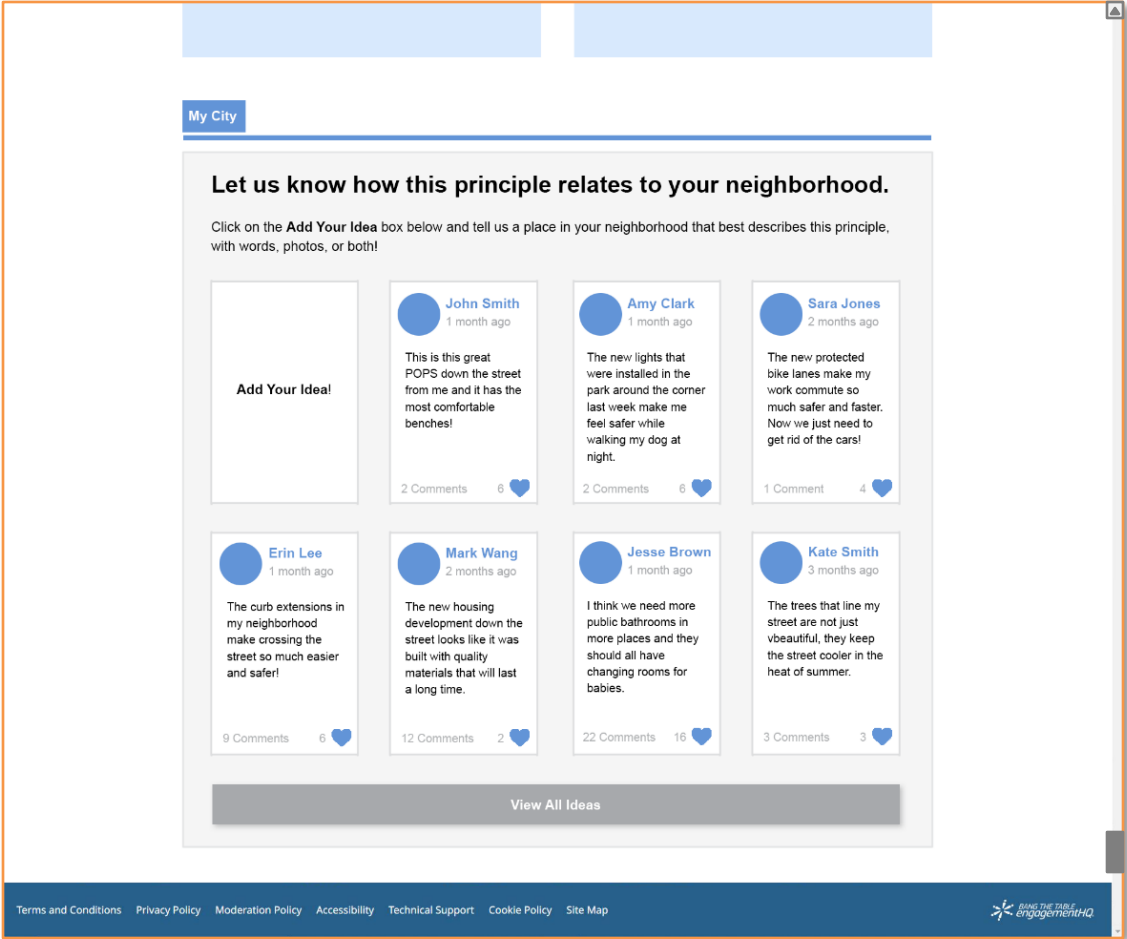 My City
Let us know how this principle relates to your neighborhood.
Click on the Add Your Idea box below and tell us a place in your neighborhood that best describes this principle,
with words, photos, or both!
Add Your Idea!
John Smith
1 month ago
This is this great
POPS down the street
from me and it has the
most comfortable
benches!
2 Comments 6
Amy Clark
1 month ago
The new lights that
were installed in the
park around the corner
last week make me
feel safer while
walking my dog at
night.
2 Comments 6
Sara Jones
2 months ago
The new protected
bike lanes make my
work commute so
much safer and faster.
Now we just need to
get rid of the cars!
1 Comment 4
Erin Lee
1 month ago
The curb extensions in
my neighborhood
make crossing the
street so much easier
and safer!
9 Comments 6
Mark Wang
2 months ago
The new housing
development down the
street looks like it was
built with quality
materials that will last
a long time.
12 Comments 2
Jesse Brown
1 month ago
I think we need more
public bathrooms in
more places and they
should all have
changing rooms for
babies.
22 Comments 16
Kate Smith
3 months ago
The trees that line my
street are not just
vbeautiful, they keep
the street cooler in the
heat of summer.
3 Comments 3
View All Ideas
Terms and Conditions Privacy Policy Moderation Policy Accessibility Technical Support Cookie Policy Site Map
BANG THE TABLE
engagementHQ